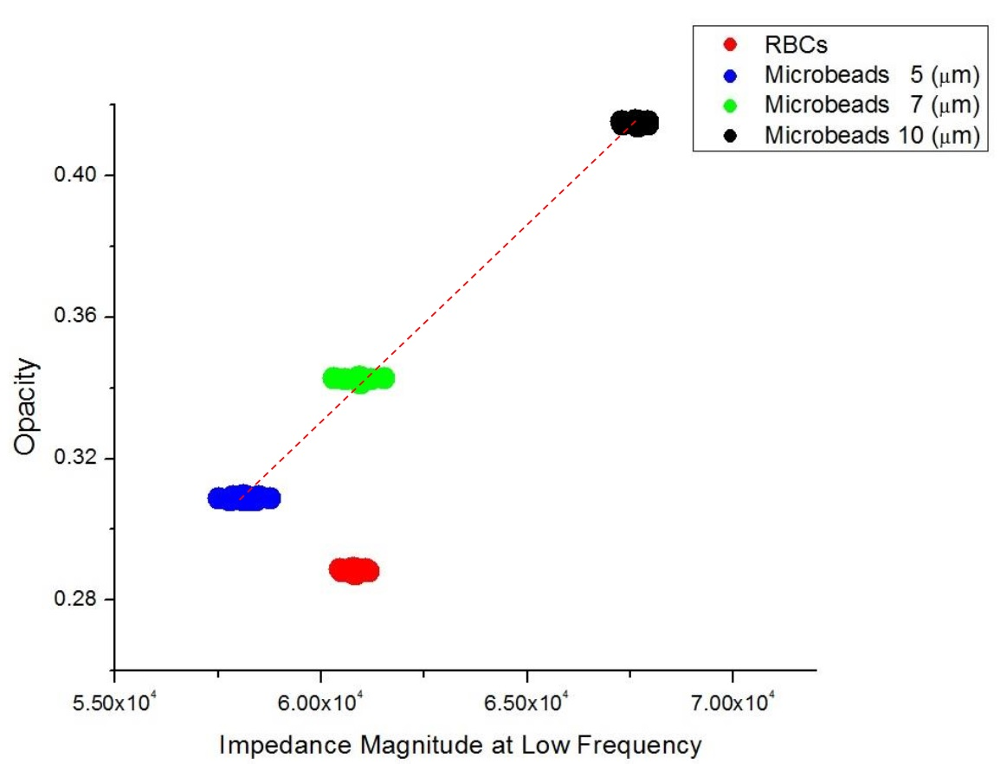 RBCs
Microbeads 5 (μm)
Microbeads 7 (μm)
Microbeads 10 (μm)
0.40
0.36
0.32
0.28
Opacity
5.50x10⁴ 6.00x10⁴ 6.50x10⁴ 7.00x10⁴
Impedance Magnitude at Low Frequency